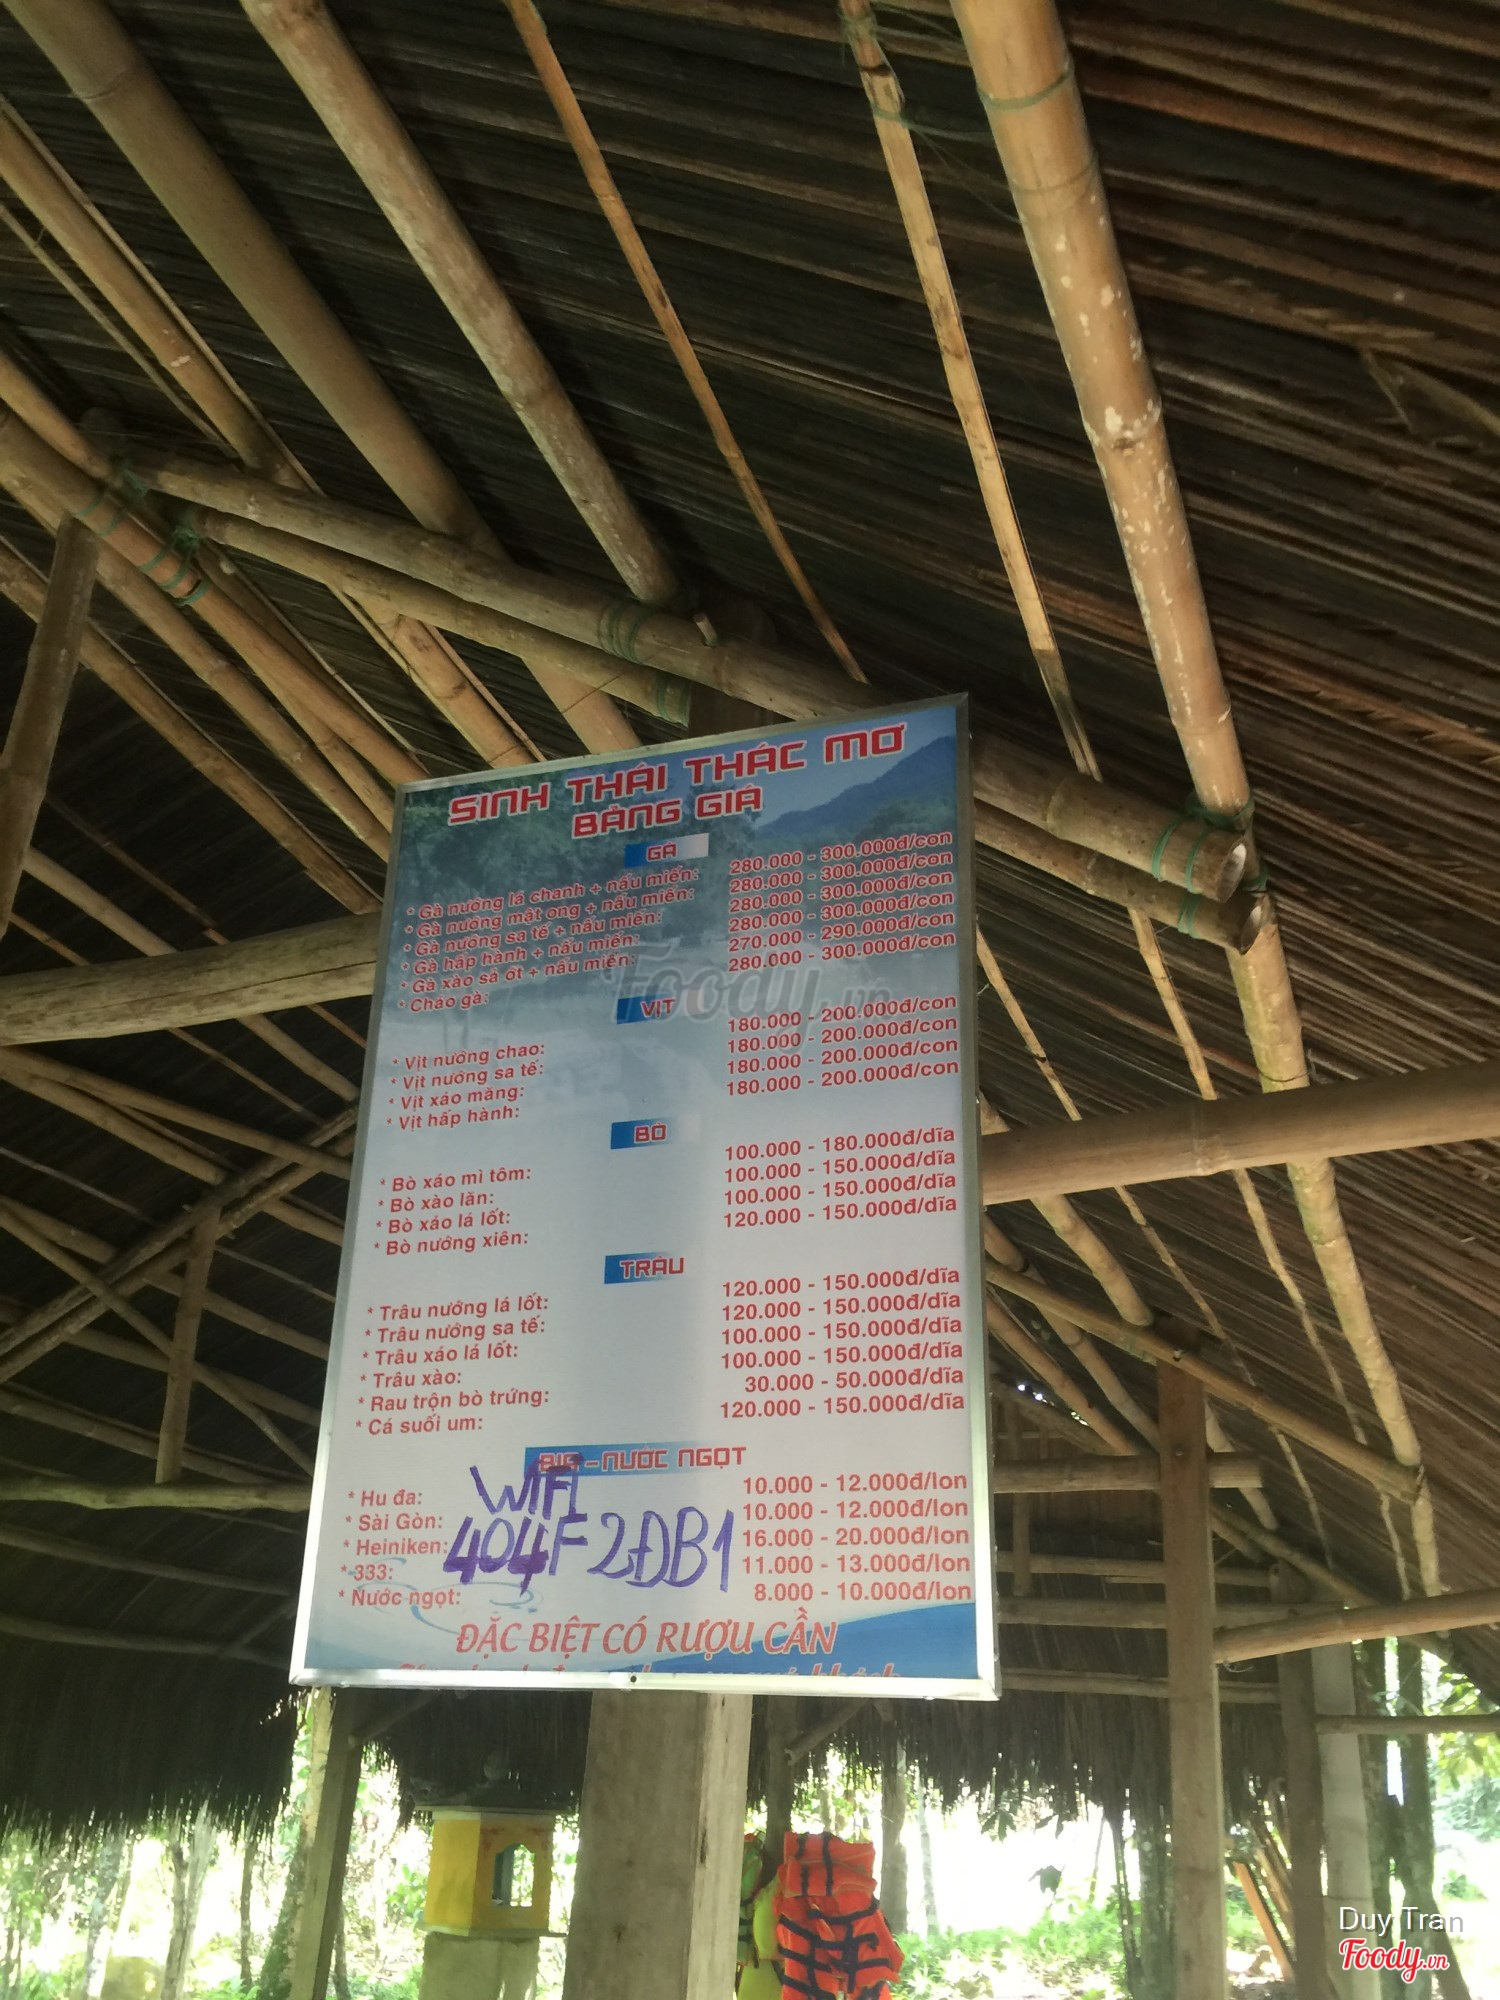 SINH THÁI THÁC MƠ
BẢNG GIÁ
GÀ
* Gà nướng lá chanh + nấu miến: 280.000 - 300.000đ/con
* Gà nướng mật ong + nấu miến: 280.000 - 300.000đ/con
* Gà nướng sa tế + nấu miến: 280.000 - 300.000đ/con
* Gà hấp hành + nấu miến: 280.000 - 300.000đ/con
* Gà xào sả ớt + nấu miến: 270.000 - 290.000đ/con
* Cháo gà: 280.000 - 300.000đ/con
VỊT
* Vịt nướng chao: 180.000 - 200.000đ/con
* Vịt nướng sa tế: 180.000 - 200.000đ/con
* Vịt xáo măng: 180.000 - 200.000đ/con
* Vịt hấp hành: 180.000 - 200.000đ/con
BÒ
* Bò xáo mì tôm: 100.000 - 180.000đ/dĩa
* Bò xào lăn: 100.000 - 150.000đ/dĩa
* Bò xáo lá lốt: 100.000 - 150.000đ/dĩa
* Bò nướng xiên: 120.000 - 150.000đ/dĩa
TRÂU
* Trâu nướng lá lốt: 120.000 - 150.000đ/dĩa
* Trâu nướng sa tế: 120.000 - 150.000đ/dĩa
* Trâu xáo lá lốt: 100.000 - 150.000đ/dĩa
* Trâu xào: 100.000 - 150.000đ/dĩa
* Rau trộn bò trứng: 30.000 - 50.000đ/dĩa
* Cá suối um: 120.000 - 150.000đ/dĩa
BIA - NƯỚC NGỌT
* Hu đa: 10.000 - 12.000đ/lon
* Sài Gòn: 10.000 - 12.000đ/lon
* Heiniken: 16.000 - 20.000đ/lon
* 333: 11.000 - 13.000đ/lon
* Nước ngọt: 8.000 - 10.000đ/lon
WIFI
404F2ĐB1
ĐẶC BIỆT CÓ RƯỢU CẦN
Foody.vn
Duy Tran
Foody.vn